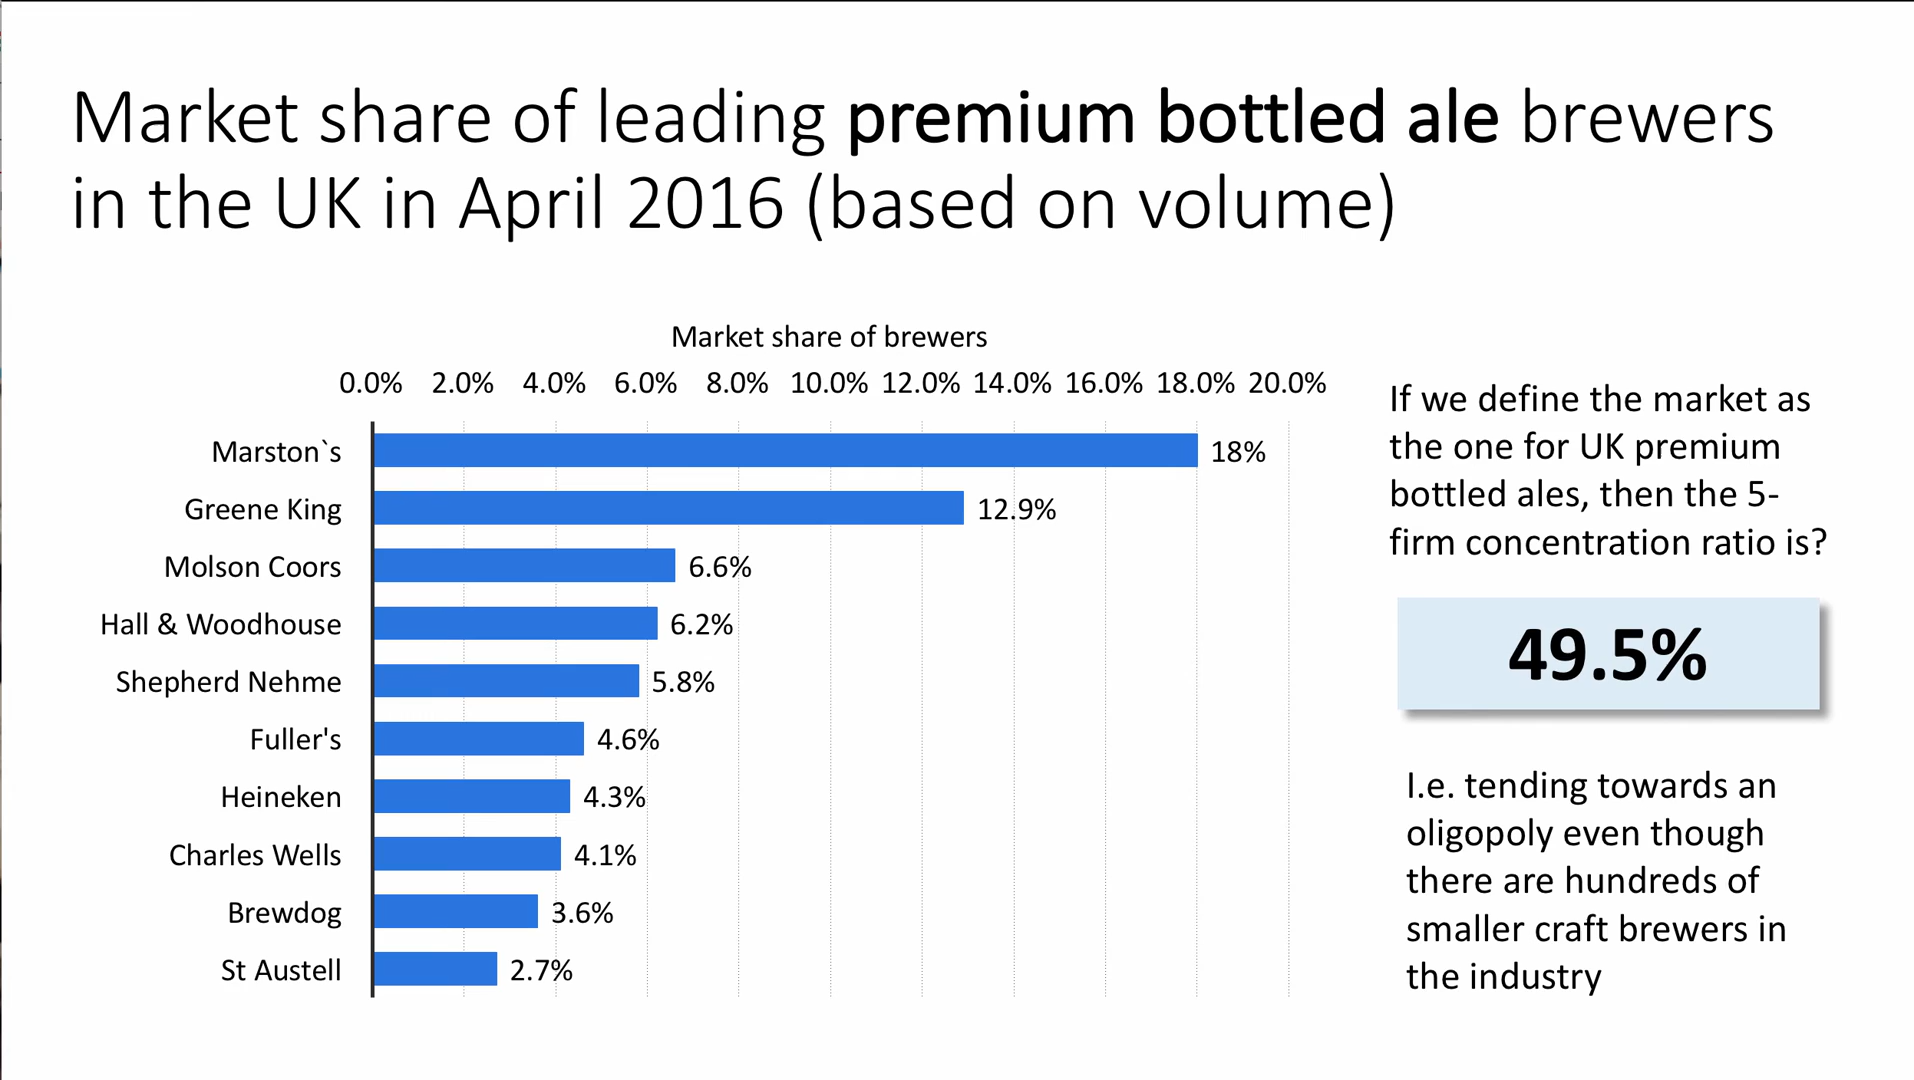 Market share of leading premium bottled ale brewers
in the UK in April 2016 (based on volume)
Market share of brewers
0.0% 2.0% 4.0% 6.0% 8.0% 10.0% 12.0% 14.0% 16.0% 18.0% 20.0%
Marston`s 18%
Greene King 12.9%
Molson Coors 6.6%
Hall & Woodhouse 6.2%
Shepherd Nehme 5.8%
Fuller's 4.6%
Heineken 4.3%
Charles Wells 4.1%
Brewdog 3.6%
St Austell 2.7%
If we define the market as
the one for UK premium
bottled ales, then the 5-
firm concentration ratio is?
49.5%
I.e. tending towards an
oligopoly even though
there are hundreds of
smaller craft brewers in
the industry